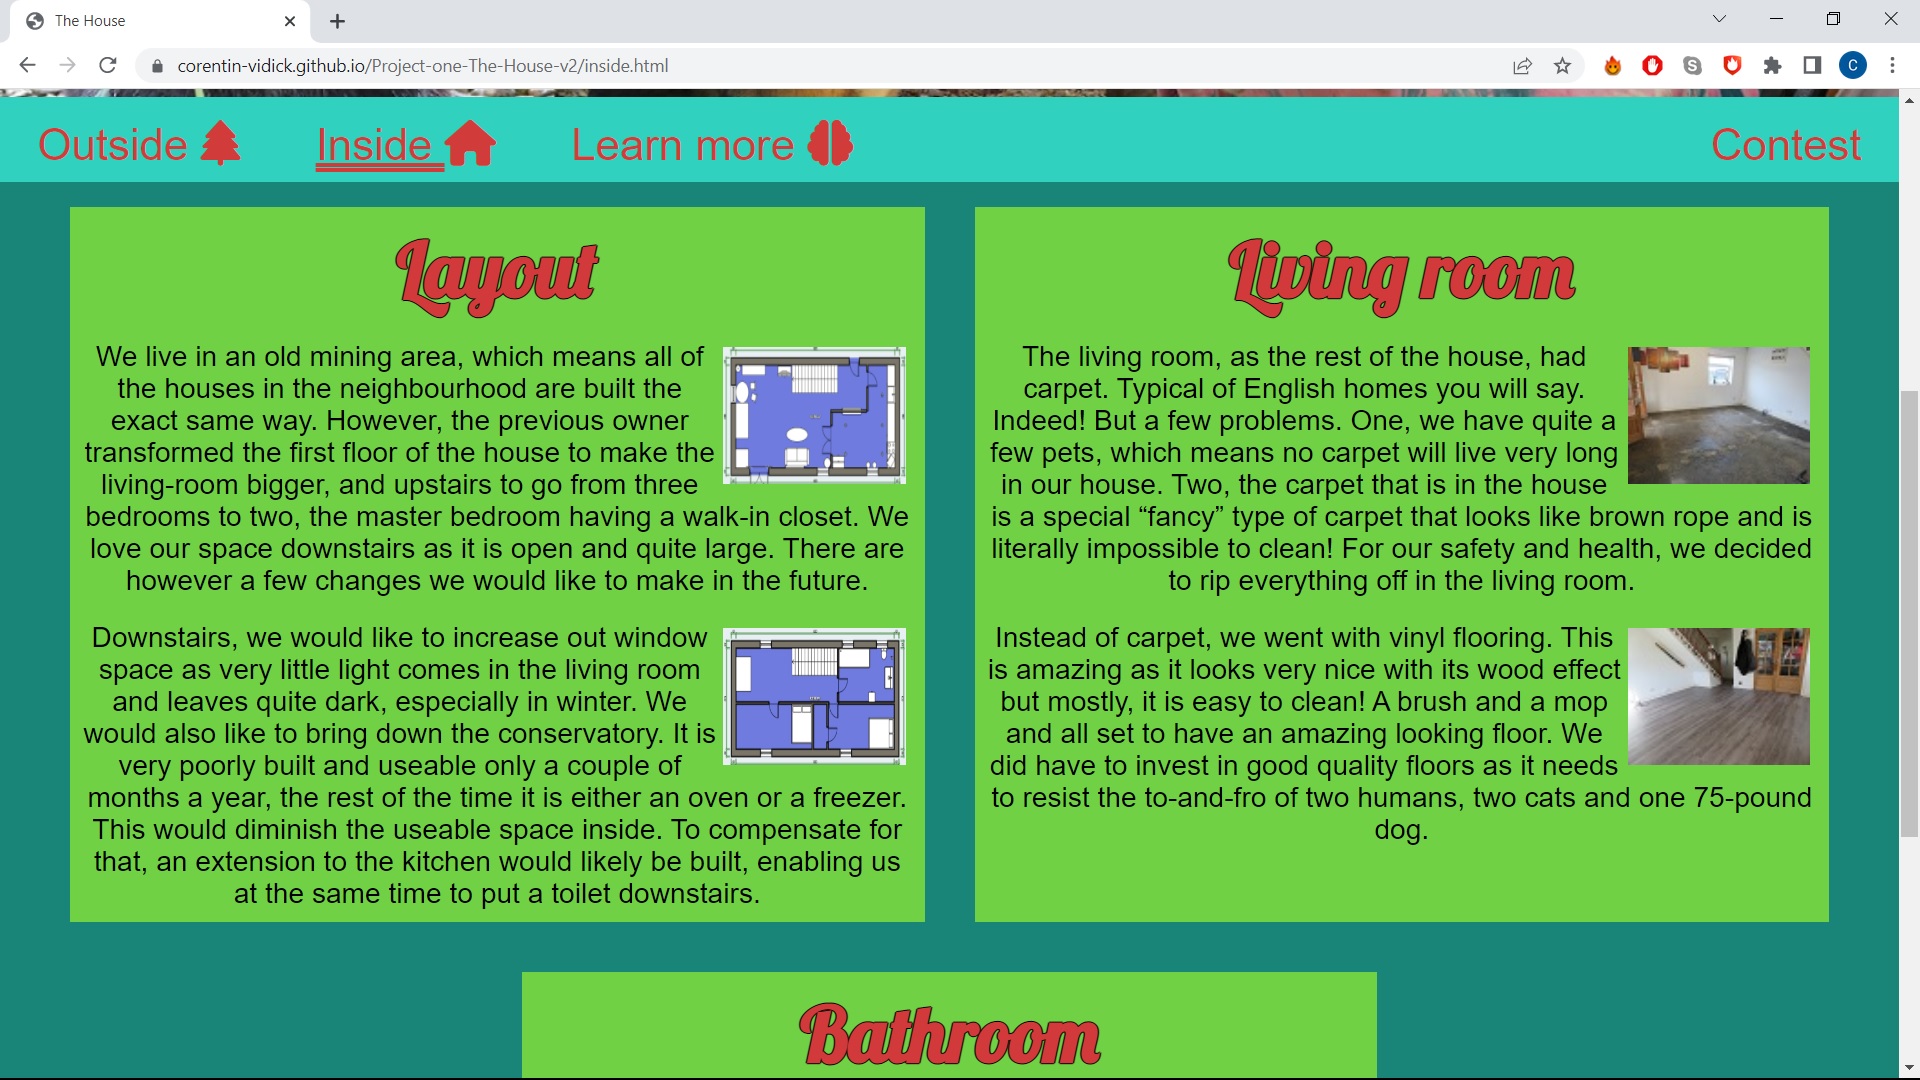 The House
corentin-vidick.github.io/Project-one-The-House-v2/inside.html
C
Outside
Inside
Learn more
Contest
Layout
We live in an old mining area, which means all of
the houses in the neighbourhood are built the
exact same way. However, the previous owner
transformed the first floor of the house to make the
living-room bigger, and upstairs to go from three
bedrooms to two, the master bedroom having a walk-in closet. We
love our space downstairs as it is open and quite large. There are
however a few changes we would like to make in the future.
Downstairs, we would like to increase out window
space as very little light comes in the living room
and leaves quite dark, especially in winter. We
would also like to bring down the conservatory. It is
very poorly built and useable only a couple of
months a year, the rest of the time it is either an oven or a freezer.
This would diminish the useable space inside. To compensate for
that, an extension to the kitchen would likely be built, enabling us
at the same time to put a toilet downstairs.
Living room
The living room, as the rest of the house, had
carpet. Typical of English homes you will say.
Indeed! But a few problems. One, we have quite a
few pets, which means no carpet will live very long
in our house. Two, the carpet that is in the house
is a special “fancy” type of carpet that looks like brown rope and is
literally impossible to clean! For our safety and health, we decided
to rip everything off in the living room.
Instead of carpet, we went with vinyl flooring. This
is amazing as it looks very nice with its wood effect
but mostly, it is easy to clean! A brush and a mop
and all set to have an amazing looking floor. We
did have to invest in good quality floors as it needs
to resist the to-and-fro of two humans, two cats and one 75-pound
dog.
Bathroom